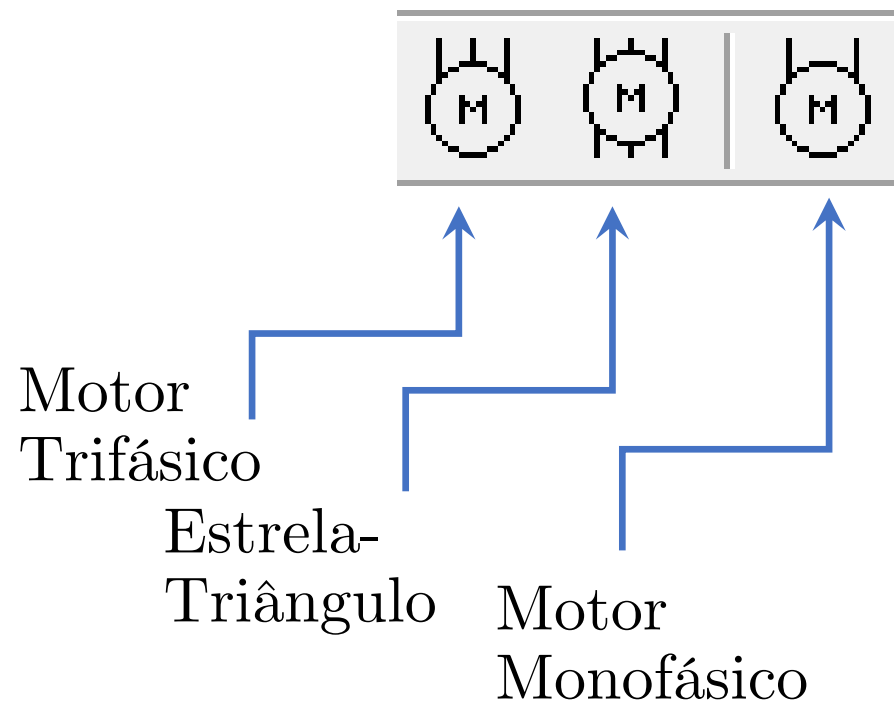 M M M
Motor
Trifásico
Estrela-
Triângulo
Motor
Monofásico